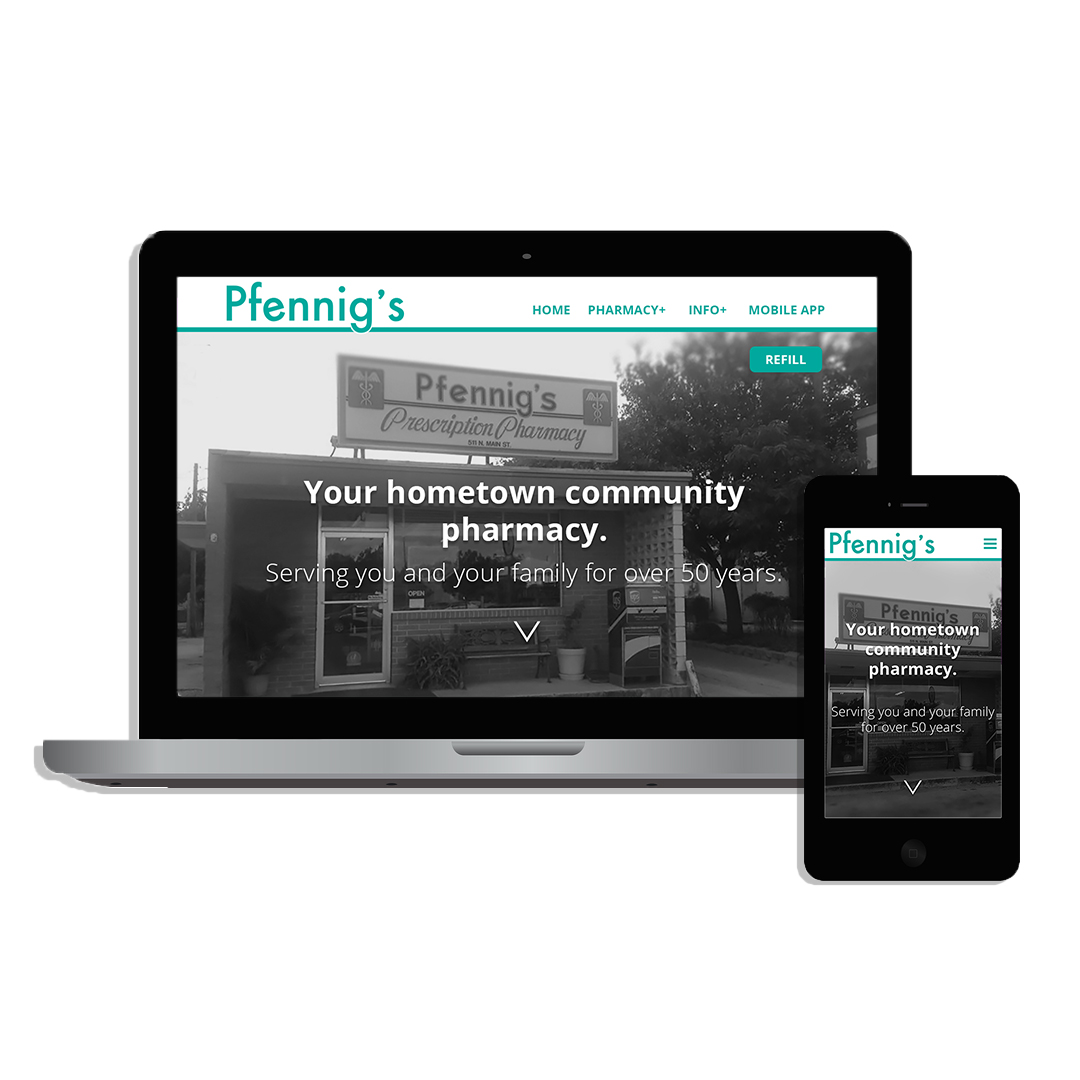 Pfennig's
HOME PHARMACY+ INFO+ MOBILE APP
REFILL
Pfennig's
Prescription Pharmacy
511 N. MAIN ST.
Your hometown community
pharmacy.
Serving you and your family for over 50 years.
OPEN
Pfennig's
Pfennig's
Your hometown
community
pharmacy.
Serving you and your family
for over 50 years.